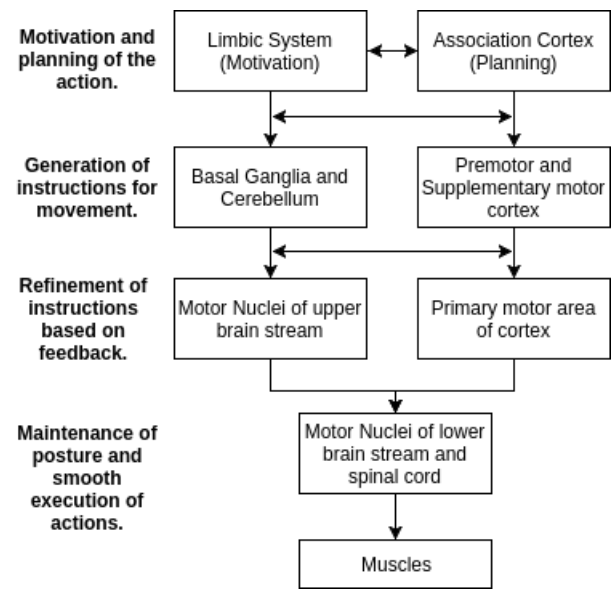 Motivation and
planning of the
action.
Limbic System
(Motivation)
Association Cortex
(Planning)
Generation of
instructions for
movement.
Basal Ganglia and
Cerebellum
Premotor and
Supplementary motor
cortex
Refinement of
instructions
based on
feedback.
Motor Nuclei of upper
brain stream
Primary motor area
of cortex
Maintenance of
posture and
smooth
execution of
actions.
Motor Nuclei of lower
brain stream and
spinal cord
Muscles